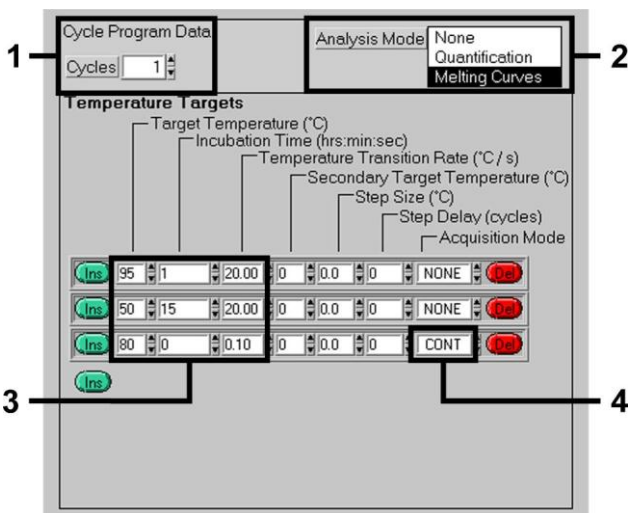 Cycle Program Data
Cycles 1
Analysis Mode None
Quantification
Melting Curves
1
2
Temperature Targets
Target Temperature (°C)
Incubation Time (hrs:min:sec)
Temperature Transition Rate (°C / s)
Secondary Target Temperature (°C)
Step Size (°C)
Step Delay (cycles)
Acquisition Mode
Ins 95 1 20.00 0 0.0 0 NONE Del
Ins 50 15 20.00 0 0.0 0 NONE Del
Ins 80 0 0.10 0 0.0 0 CONT Del
Ins
3
4